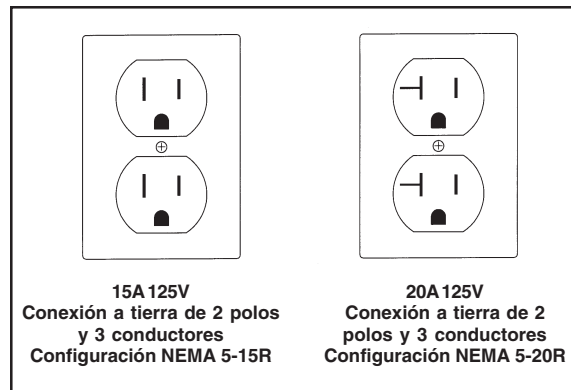 15A 125V
Conexión a tierra de 2 polos
y 3 conductores
Configuración NEMA 5-15R
20A 125V
Conexión a tierra de 2
polos y 3 conductores
Configuración NEMA 5-20R